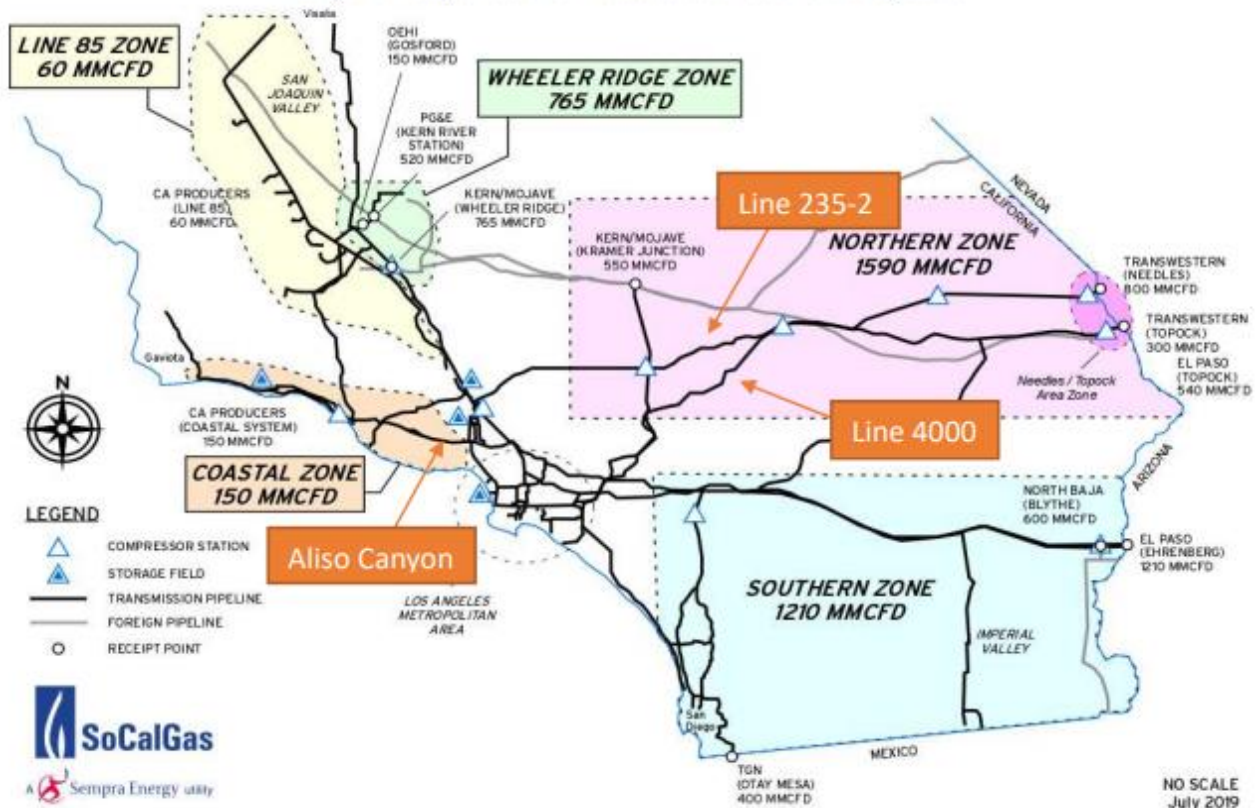 Visalia
OEHI
(GOSFORD)
150 MMCFD
LINE 85 ZONE
60 MMCFD
SAN
JOAQUIN
VALLEY
WHEELER RIDGE ZONE
765 MMCFD
PG&E
(KERN RIVER
STATION)
520 MMCFD
CA PRODUCERS
(LINE 85)
60 MMCFD
KERN/MOJAVE
(WHEELER RIDGE)
765 MMCFD
Line 235-2
NEVADA
CALIFORNIA
KERN/MOJAVE
(KRAMER JUNCTION)
550 MMCFD
NORTHERN ZONE
1590 MMCFD
TRANSWESTERN
(NEEDLES)
800 MMCFD
TRANSWESTERN
(TOPOCK)
300 MMCFD
EL PASO
(TOPOCK)
540 MMCFD
Needles / Topock
Area Zone
Gaviota
N
CA PRODUCERS
(COASTAL SYSTEM)
150 MMCFD
Line 4000
COASTAL ZONE
150 MMCFD
ARIZONA
NORTH BAJA
(BLYTHE)
600 MMCFD
EL PASO
(EHRENBERG)
1210 MMCFD
LEGEND
COMPRESSOR STATION
STORAGE FIELD
TRANSMISSION PIPELINE
FOREIGN PIPELINE
RECEIPT POINT
Aliso Canyon
LOS ANGELES
METROPOLITAN
AREA
SOUTHERN ZONE
1210 MMCFD
IMPERIAL
VALLEY
San
Diego
MEXICO
TGN
(OTAY MESA)
400 MMCFD
SoCalGas
A Sempra Energy utility
NO SCALE
July 2019